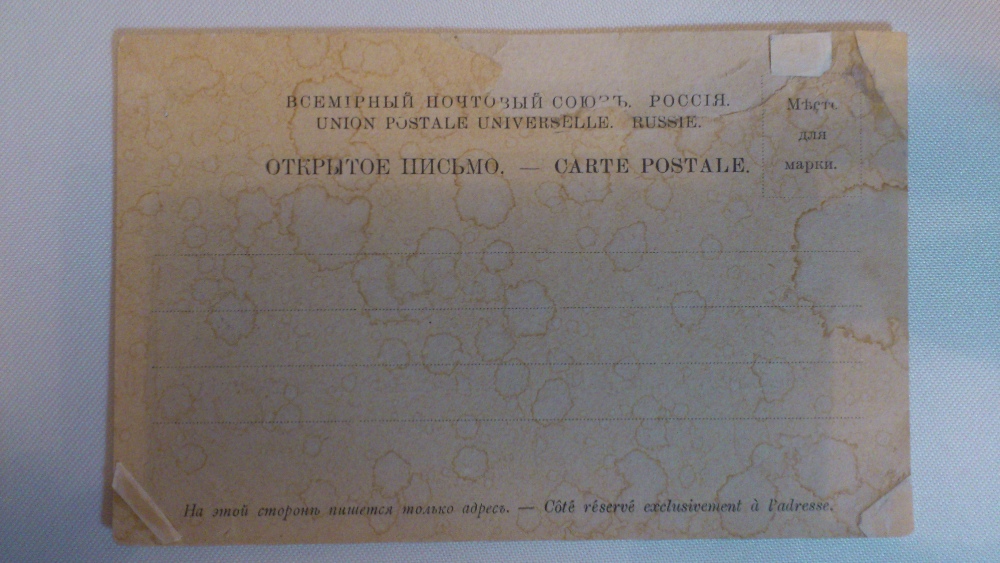 ВСЕМІРНЫЙ ПОЧТОВЫЙ СОЮЗЪ. РОССІЯ.
UNION POSTALE UNIVERSELLE. RUSSIE.
ОТКРЫТОЕ ПИСЬМО. — CARTE POSTALE.
Мѣсто
для
марки.
На этой сторонѣ пишется только адресъ. — Côté réservé exclusivement à l'adresse.